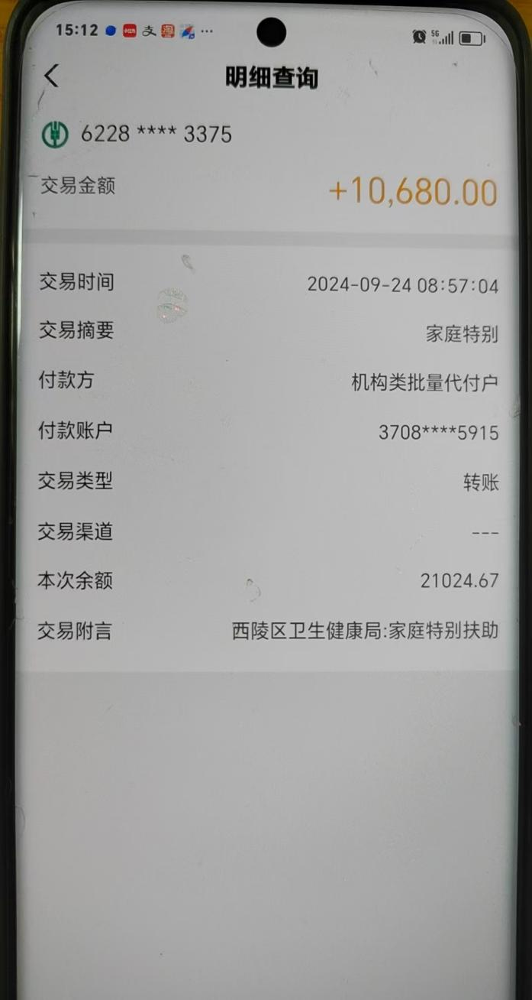 15:12 支 ···
5G
明细查询
6228 **** 3375
交易金额 +10,680.00
交易时间 2024-09-24 08:57:04
交易摘要 家庭特别
付款方 机构类批量代付户
付款账户 3708****5915
交易类型 转账
交易渠道 ---
本次余额 21024.67
交易附言 西陵区卫生健康局:家庭特别扶助